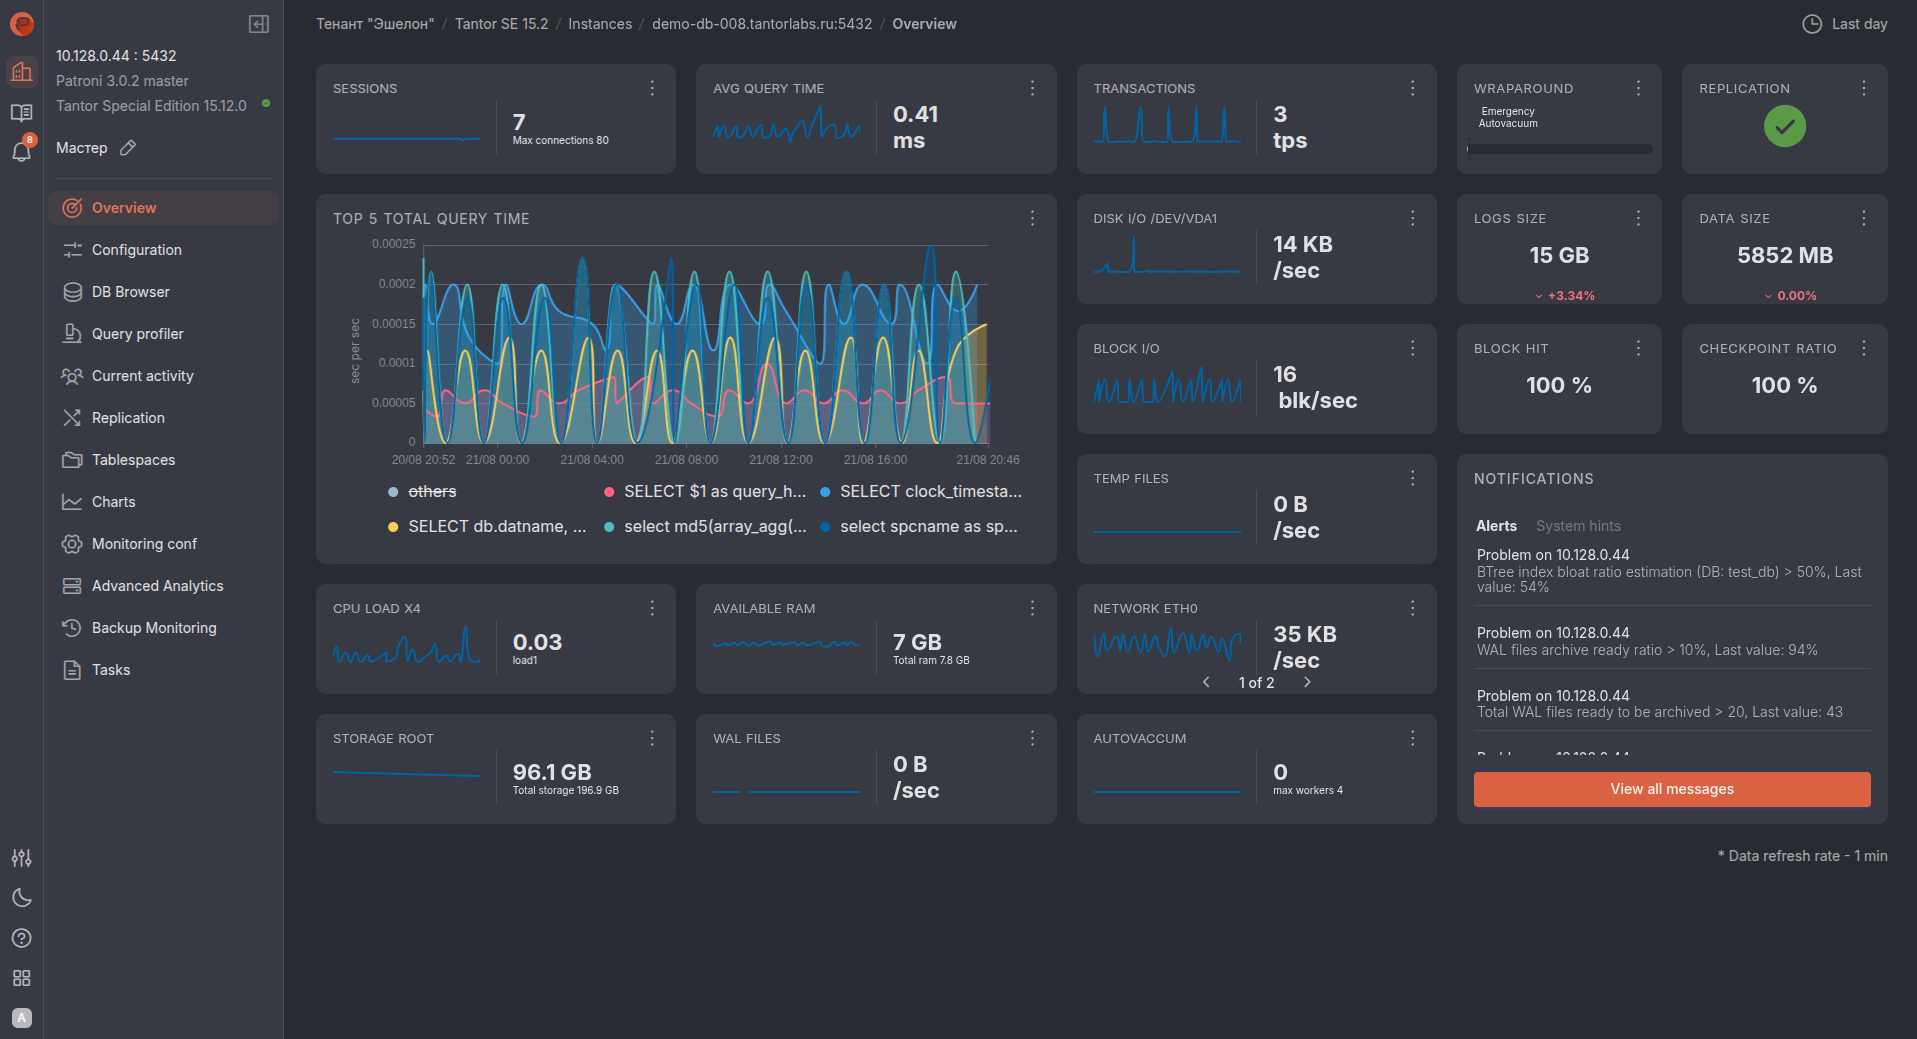 Тенант "Эшелон" / Tantor SE 15.2 / Instances / demo-db-008.tantorlabs.ru:5432 / Overview
Last day
10.128.0.44 : 5432
Patroni 3.0.2 master
Tantor Special Edition 15.12.0
8
Мастер
Overview
Configuration
DB Browser
Query profiler
Current activity
Replication
Tablespaces
Charts
Monitoring conf
Advanced Analytics
Backup Monitoring
Tasks
A
SESSIONS
7
Max connections 80
AVG QUERY TIME
0.41
ms
TRANSACTIONS
3
tps
WRAPAROUND
Emergency
Autovacuum
REPLICATION
TOP 5 TOTAL QUERY TIME
sec per sec
0.00025
0.0002
0.00015
0.0001
0.00005
0
20/08 20:52
21/08 00:00
21/08 04:00
21/08 08:00
21/08 12:00
21/08 16:00
21/08 20:46
others
SELECT $1 as query_h...
SELECT clock_timesta...
SELECT db.datname, ...
select md5(array_agg(...
select spcname as sp...
DISK I/O /DEV/VDA1
14 KB
/sec
LOGS SIZE
15 GB
+3.34%
DATA SIZE
5852 MB
0.00%
BLOCK I/O
16
blk/sec
BLOCK HIT
100 %
CHECKPOINT RATIO
100 %
TEMP FILES
0 B
/sec
NOTIFICATIONS
Alerts
System hints
Problem on 10.128.0.44
BTree index bloat ratio estimation (DB: test_db) > 50%, Last
value: 54%
Problem on 10.128.0.44
WAL files archive ready ratio > 10%, Last value: 94%
Problem on 10.128.0.44
Total WAL files ready to be archived > 20, Last value: 43
Problem on 10.128.0.44
View all messages
CPU LOAD X4
0.03
load1
AVAILABLE RAM
7 GB
Total ram 7.8 GB
NETWORK ETH0
35 KB
/sec
1 of 2
STORAGE ROOT
96.1 GB
Total storage 196.9 GB
WAL FILES
0 B
/sec
AUTOVACCUM
0
max workers 4
* Data refresh rate - 1 min